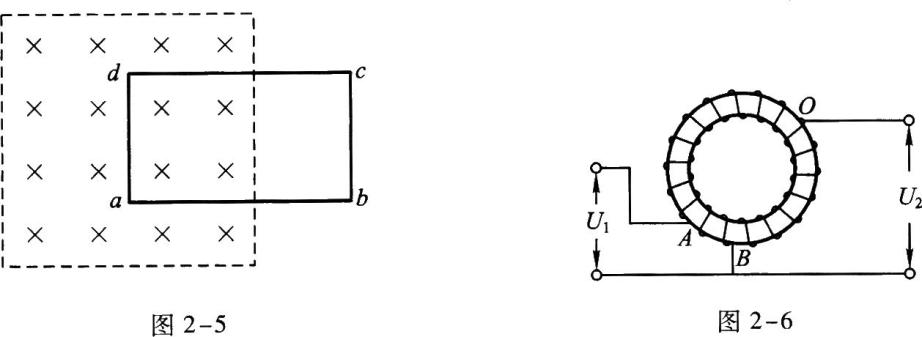 × × × ×
d c
× × × ×
× × × ×
a b
× × × ×
图 2-5
O
U₁
U₂
A
B
图 2-6